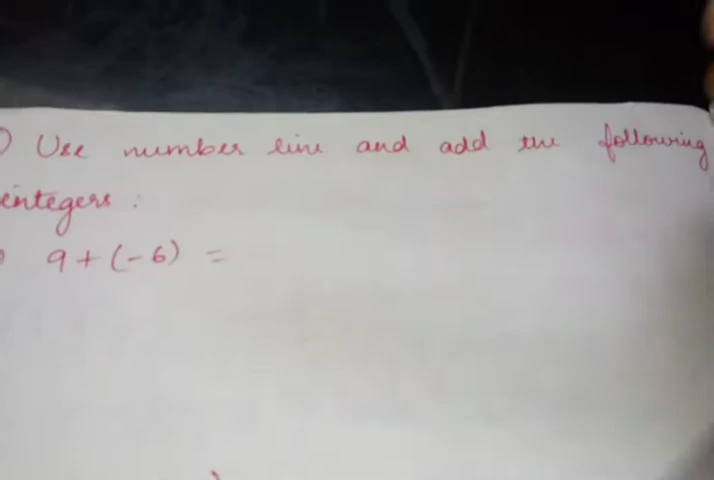 ) Use number line and add the following
integers :
9 + (-6) =